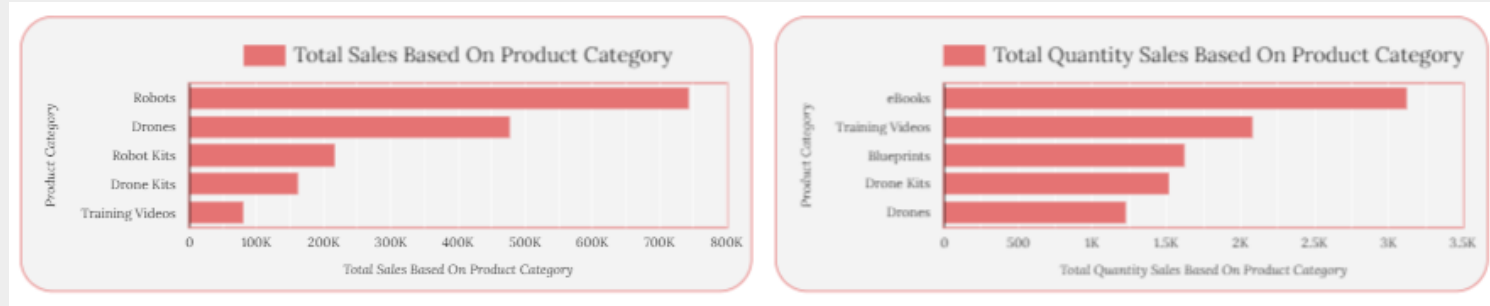 Total Sales Based On Product Category
Product Category
Robots
Drones
Robot Kits
Drone Kits
Training Videos
0 100K 200K 300K 400K 500K 600K 700K 800K
Total Sales Based On Product Category
Total Quantity Sales Based On Product Category
Product Category
eBooks
Training Videos
Blueprints
Drone Kits
Drones
0 500 1K 1.5K 2K 2.5K 3K 3.5K
Total Quantity Sales Based On Product Category